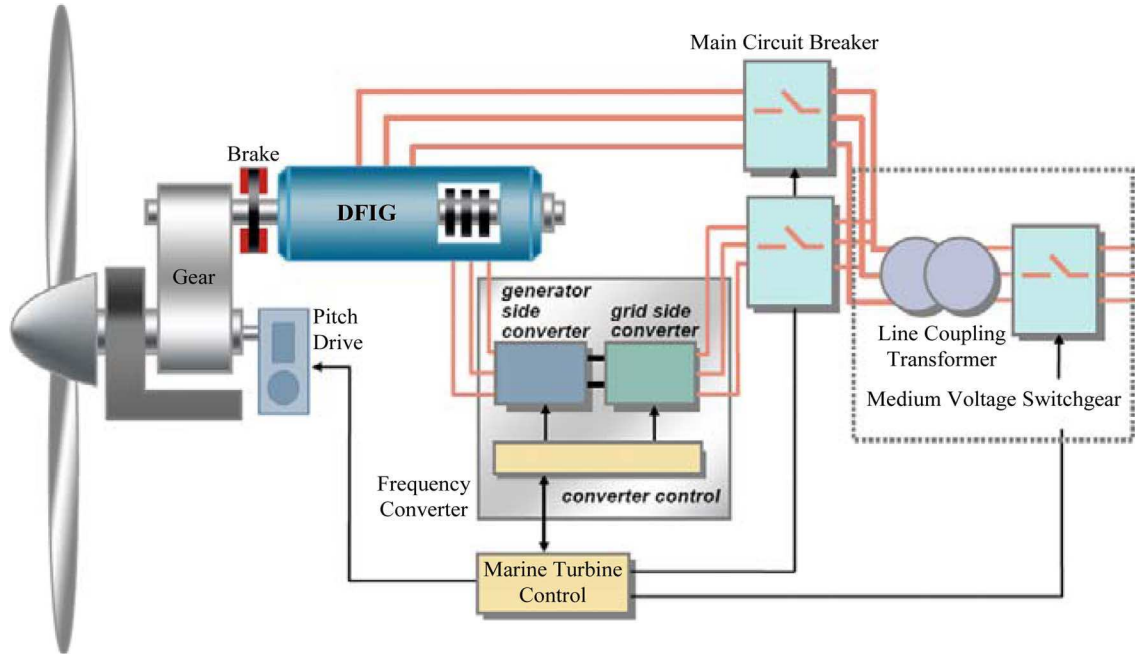 Main Circuit Breaker
Brake
DFIG
Gear
generator
side
converter
grid side
converter
Pitch
Drive
Line Coupling
Transformer
Medium Voltage Switchgear
Frequency
Converter
converter control
Marine Turbine
Control